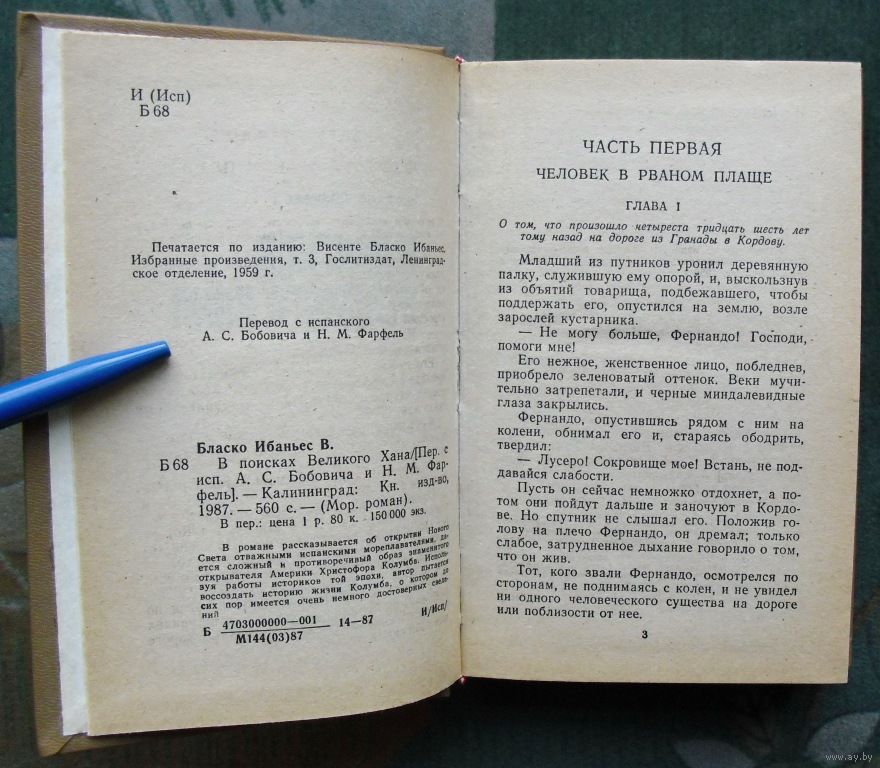 И (Исп)
Б 68
Печатается по изданию: Висенте Бласко Ибаньес.
Избранные произведения, т. 3, Гослитиздат, Ленинград-
ское отделение, 1959 г.
Перевод с испанского
А. С. Бобовича и Н. М. Фарфель
Бласко Ибаньес В.
Б 68 В поисках Великого Хана/[Пер. с
исп. А. С. Бобовича и Н. М. Фар-
фель]. — Калининград: Кн. изд-во,
1987. — 560 с. — (Мор. роман).
В пер.: цена 1 р. 80 к. 150 000 экз.
В романе рассказывается об открытии Нового
Света отважными испанскими мореплавателями, да-
ется сложный и противоречивый образ знаменитого
открывателя Америки Христофора Колумба. Исполь-
зуя работы историков той эпохи, автор пытается
воссоздать историю жизни Колумба, о котором до
сих пор имеется очень немного достоверных сведе-
ний
Б 4703000000—001 14—87 И/Исп/
М144(03)87
ЧАСТЬ ПЕРВАЯ
ЧЕЛОВЕК В РВАНОМ ПЛАЩЕ
ГЛАВА I
О том, что произошло четыреста тридцать шесть лет
тому назад на дороге из Гранады в Кордову.
Младший из путников уронил деревянную
палку, служившую ему опорой, и, выскользнув
из объятий товарища, подбежавшего, чтобы
поддержать его, опустился на землю, возле
зарослей кустарника.
— Не могу больше, Фернандо! Господи,
помоги мне!
Его нежное, женственное лицо, побледнев,
приобрело зеленоватый оттенок. Веки мучи-
тельно затрепетали, и черные миндалевидные
глаза закрылись.
Фернандо, опустившись рядом с ним на
колени, обнимал его и, стараясь ободрить,
твердил:
— Лусеро! Сокровище мое! Встань, не под-
давайся слабости.
Пусть он сейчас немножко отдохнет, а по-
том они пойдут дальше и заночуют в Кордо-
ве. Но спутник не слышал его. Положив го-
лову на плечо Фернандо, он дремал; только
слабое, затрудненное дыхание говорило о том,
что он жив.
Тот, кого звали Фернандо, осмотрелся по
сторонам, не поднимаясь с колен, и не увидел
ни одного человеческого существа на дороге
или поблизости от нее.
3
www.ay.by